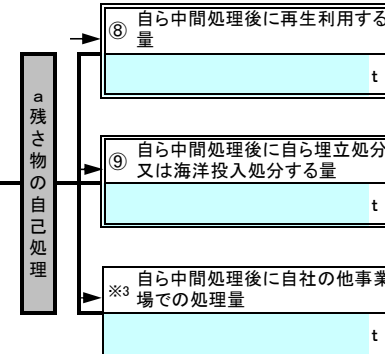 ⑧ 自ら中間処理後に再生利用する
量
t
a残さ物の自己処理
⑨ 自ら中間処理後に自ら埋立処分
又は海洋投入処分する量
t
※3 自ら中間処理後に自社の他事業
場での処理量
t